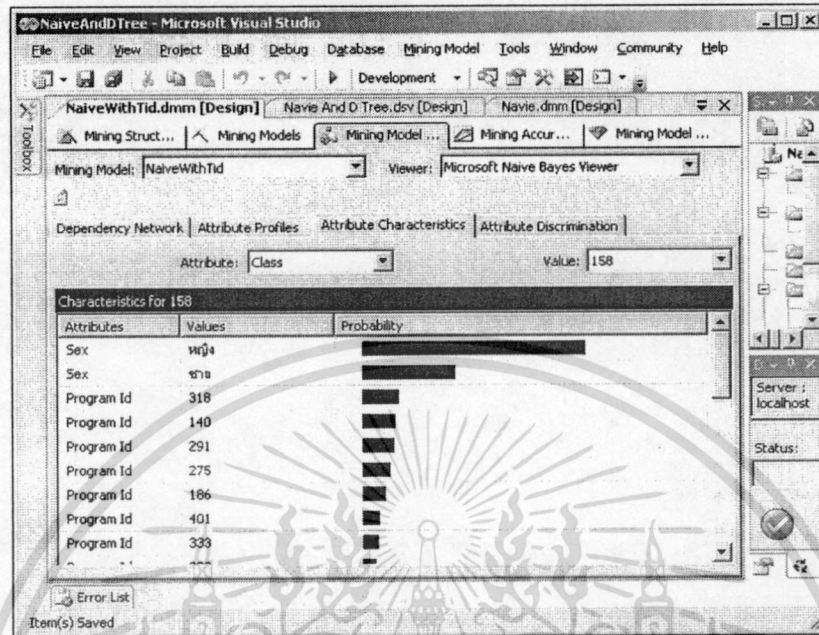 NaiveAndDTree - Microsoft Visual Studio
File Edit View Project Build Debug Database Mining Model Tools Window Community Help
Development
NaiveWithTid.dmm [Design] Navie And D Tree.dsv [Design] Navie.dmm [Design]
Toolbox
Mining Struct... Mining Models Mining Model ... Mining Accur... Mining Model ...
Mining Model: NaiveWithTid Viewer: Microsoft Naive Bayes Viewer
Dependency Network Attribute Profiles Attribute Characteristics Attribute Discrimination
Attribute: Class Value: 158
Characteristics for 158
Attributes Values Probability
Sex หญิง
Sex ชาย
Program Id 318
Program Id 140
Program Id 291
Program Id 275
Program Id 186
Program Id 401
Program Id 333
Server :
localhost
Status:
Error List
Item(s) Saved